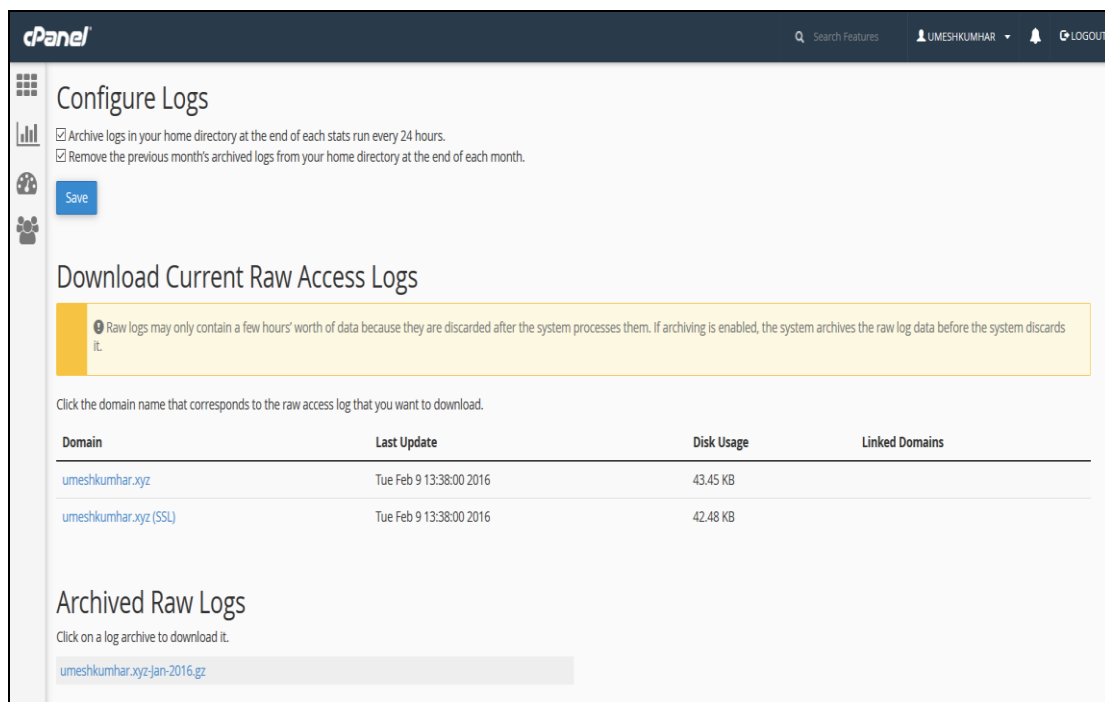 cPanel
Search Features
UMESHKUMHAR
LOGOUT
Configure Logs
Archive logs in your home directory at the end of each stats run every 24 hours.
Remove the previous month's archived logs from your home directory at the end of each month.
Save
Download Current Raw Access Logs
Raw logs may only contain a few hours' worth of data because they are discarded after the system processes them. If archiving is enabled, the system archives the raw log data before the system discards
it.
Click the domain name that corresponds to the raw access log that you want to download.
Domain Last Update Disk Usage Linked Domains
umeshkumhar.xyz Tue Feb 9 13:38:00 2016 43.45 KB
umeshkumhar.xyz (SSL) Tue Feb 9 13:38:00 2016 42.48 KB
Archived Raw Logs
Click on a log archive to download it.
umeshkumhar.xyz-Jan-2016.gz